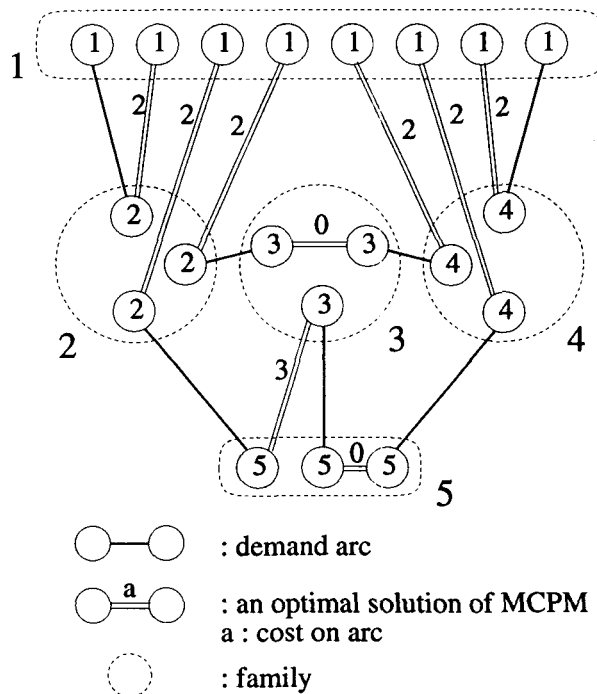 1 1 1 1 1 1 1 1
1
2 2 2 2 2 2
2 4
0
2 3 3 4
2 3 4
2 3 4
3
0
5 5 5
5
: demand arc
a : an optimal solution of MCPM
a : cost on arc
: family